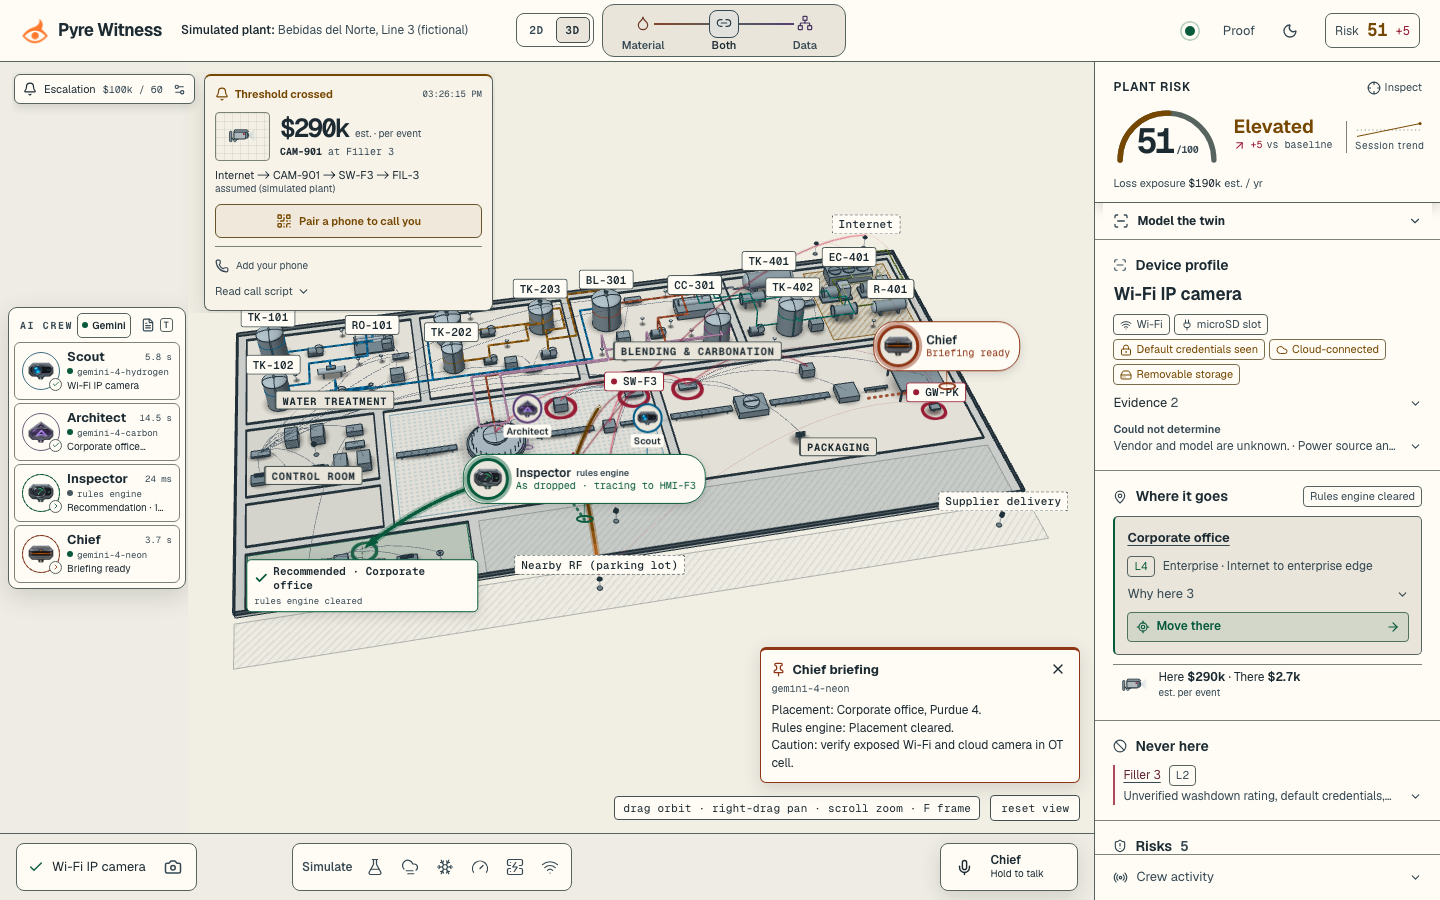 Pyre Witness
Simulated plant: Bebidas del Norte, Line 3 (fictional)
2D 3D
Material Both Data
Proof
Risk 51 +5
Escalation $100k / 60
Threshold crossed 03:26:15 PM
$290k est. · per event
CAM-901 at Filler 3
Internet → CAM-901 → SW-F3 → FIL-3
assumed (simulated plant)
Pair a phone to call you
Add your phone
Read call script
AI CREW Gemini T
Scout 5.8 s
gemini-4-hydrogen
Wi-Fi IP camera
Architect 14.5 s
gemini-4-carbon
Corporate office...
Inspector 24 ms
rules engine
Recommendation · 1...
Chief 3.7 s
gemini-4-neon
Briefing ready
Internet
TK-401
EC-401
TK-203
BL-301
CC-301
TK-402
R-401
TK-101
RO-101
TK-202
TK-102
BLENDING & CARBONATION
Chief
Briefing ready
SW-F3
GW-PK
WATER TREATMENT
Architect
Scout
PACKAGING
CONTROL ROOM
Inspector rules engine
As dropped · tracing to HMI-F3
Supplier delivery
Nearby RF (parking lot)
Recommended · Corporate
office
rules engine cleared
Chief briefing
gemini-4-neon
Placement: Corporate office, Purdue 4.
Rules engine: Placement cleared.
Caution: verify exposed Wi-Fi and cloud camera in OT
cell.
drag orbit · right-drag pan · scroll zoom · F frame
reset view
Wi-Fi IP camera
Simulate
Chief
Hold to talk
PLANT RISK
Inspect
51 /100
Elevated
+5 vs baseline
Session trend
Loss exposure $190k est. / yr
Model the twin
Device profile
Wi-Fi IP camera
Wi-Fi
microSD slot
Default credentials seen
Cloud-connected
Removable storage
Evidence 2
Could not determine
Vendor and model are unknown. · Power source an...
Where it goes
Rules engine cleared
Corporate office
L4 Enterprise · Internet to enterprise edge
Why here 3
Move there
Here $290k · There $2.7k
est. per event
Never here
Filler 3 L2
Unverified washdown rating, default credentials,...
Risks 5
Crew activity